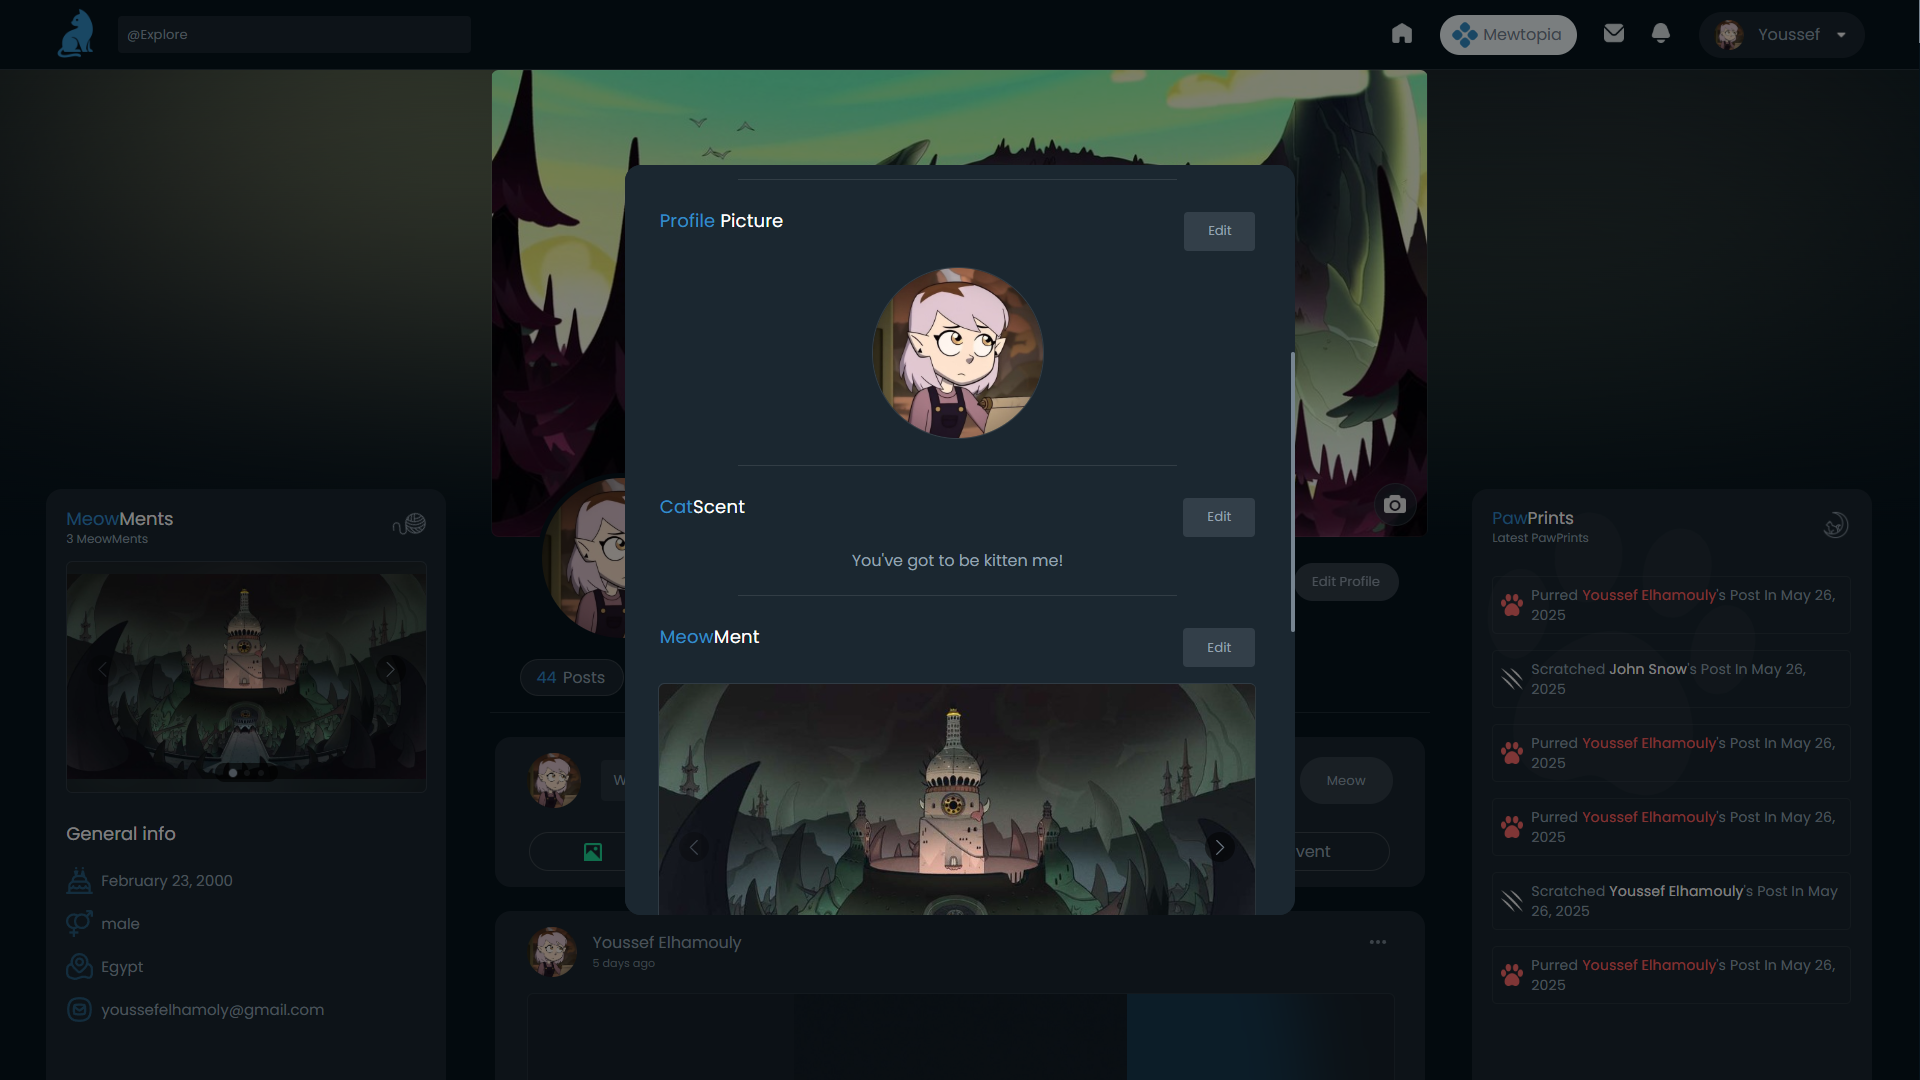 @Explore
Mewtopia
Youssef
Profile Picture
Edit
CatScent
Edit
You've got to be kitten me!
MeowMent
Edit
MeowMents
3 MeowMents
General info
February 23, 2000
male
Egypt
youssefelhamoly@gmail.com
Edit Profile
44 Posts
W
Meow
vent
Youssef Elhamouly
5 days ago
PawPrints
Latest PawPrints
Purred Youssef Elhamouly's Post In May 26,
2025
Scratched John Snow's Post In May 26,
2025
Purred Youssef Elhamouly's Post In May 26,
2025
Purred Youssef Elhamouly's Post In May 26,
2025
Scratched Youssef Elhamouly's Post In May
26, 2025
Purred Youssef Elhamouly's Post In May 26,
2025